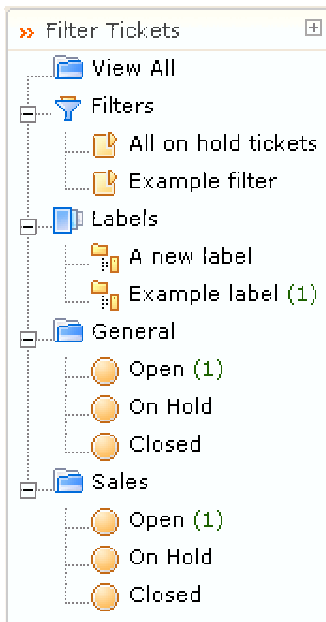 Filter Tickets
View All
Filters
All on hold tickets
Example filter
Labels
A new label
Example label (1)
General
Open (1)
On Hold
Closed
Sales
Open (1)
On Hold
Closed